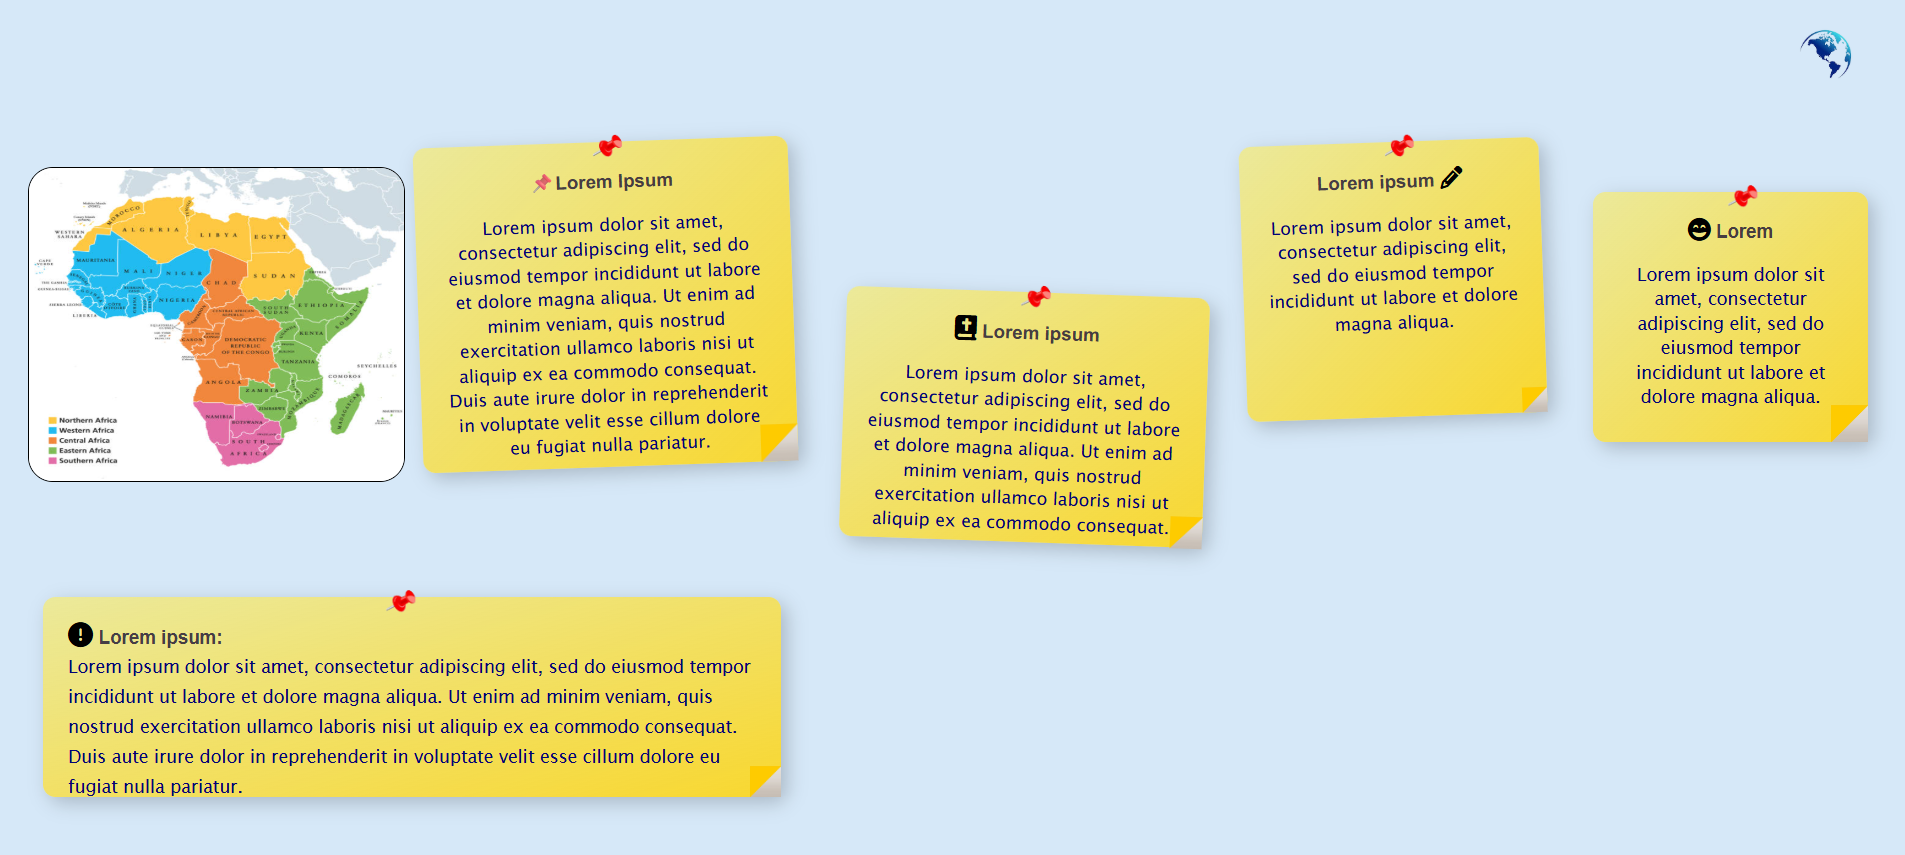 MOROCCO
ALGERIA
LIBYA
EGYPT
WESTERN
SAHARA
MAURITANIA
MALI
NIGER
CHAD
SUDAN
ERITREA
CAPE
VERDE
NIGERIA
SOUTH
SUDAN
ETHIOPIA
SOMALIA
SIERRA LEONE
LIBERIA
CENTRAL AFRICAN
REPUBLIC
KENYA
GABON
DEMOCRATIC
REPUBLIC
OF THE CONGO
TANZANIA
SEYCHELLES
COMOROS
ANGOLA
ZAMBIA
MOZAMBIQUE
ZIMBABWE
MADAGASCAR
NAMIBIA
BOTSWANA
SOUTH
AFRICA
Northern Africa
Western Africa
Central Africa
Eastern Africa
Southern Africa
Lorem Ipsum
Lorem ipsum dolor sit amet,
consectetur adipiscing elit, sed do
eiusmod tempor incididunt ut labore
et dolore magna aliqua. Ut enim ad
minim veniam, quis nostrud
exercitation ullamco laboris nisi ut
aliquip ex ea commodo consequat.
Duis aute irure dolor in reprehenderit
in voluptate velit esse cillum dolore
eu fugiat nulla pariatur.
Lorem ipsum
Lorem ipsum dolor sit amet,
consectetur adipiscing elit, sed do
eiusmod tempor incididunt ut labore
et dolore magna aliqua. Ut enim ad
minim veniam, quis nostrud
exercitation ullamco laboris nisi ut
aliquip ex ea commodo consequat.
Lorem ipsum
Lorem ipsum dolor sit amet,
consectetur adipiscing elit,
sed do eiusmod tempor
incididunt ut labore et dolore
magna aliqua.
Lorem
Lorem ipsum dolor sit
amet, consectetur
adipiscing elit, sed do
eiusmod tempor
incididunt ut labore et
dolore magna aliqua.
Lorem ipsum:
Lorem ipsum dolor sit amet, consectetur adipiscing elit, sed do eiusmod tempor
incididunt ut labore et dolore magna aliqua. Ut enim ad minim veniam, quis
nostrud exercitation ullamco laboris nisi ut aliquip ex ea commodo consequat.
Duis aute irure dolor in reprehenderit in voluptate velit esse cillum dolore eu
fugiat nulla pariatur.